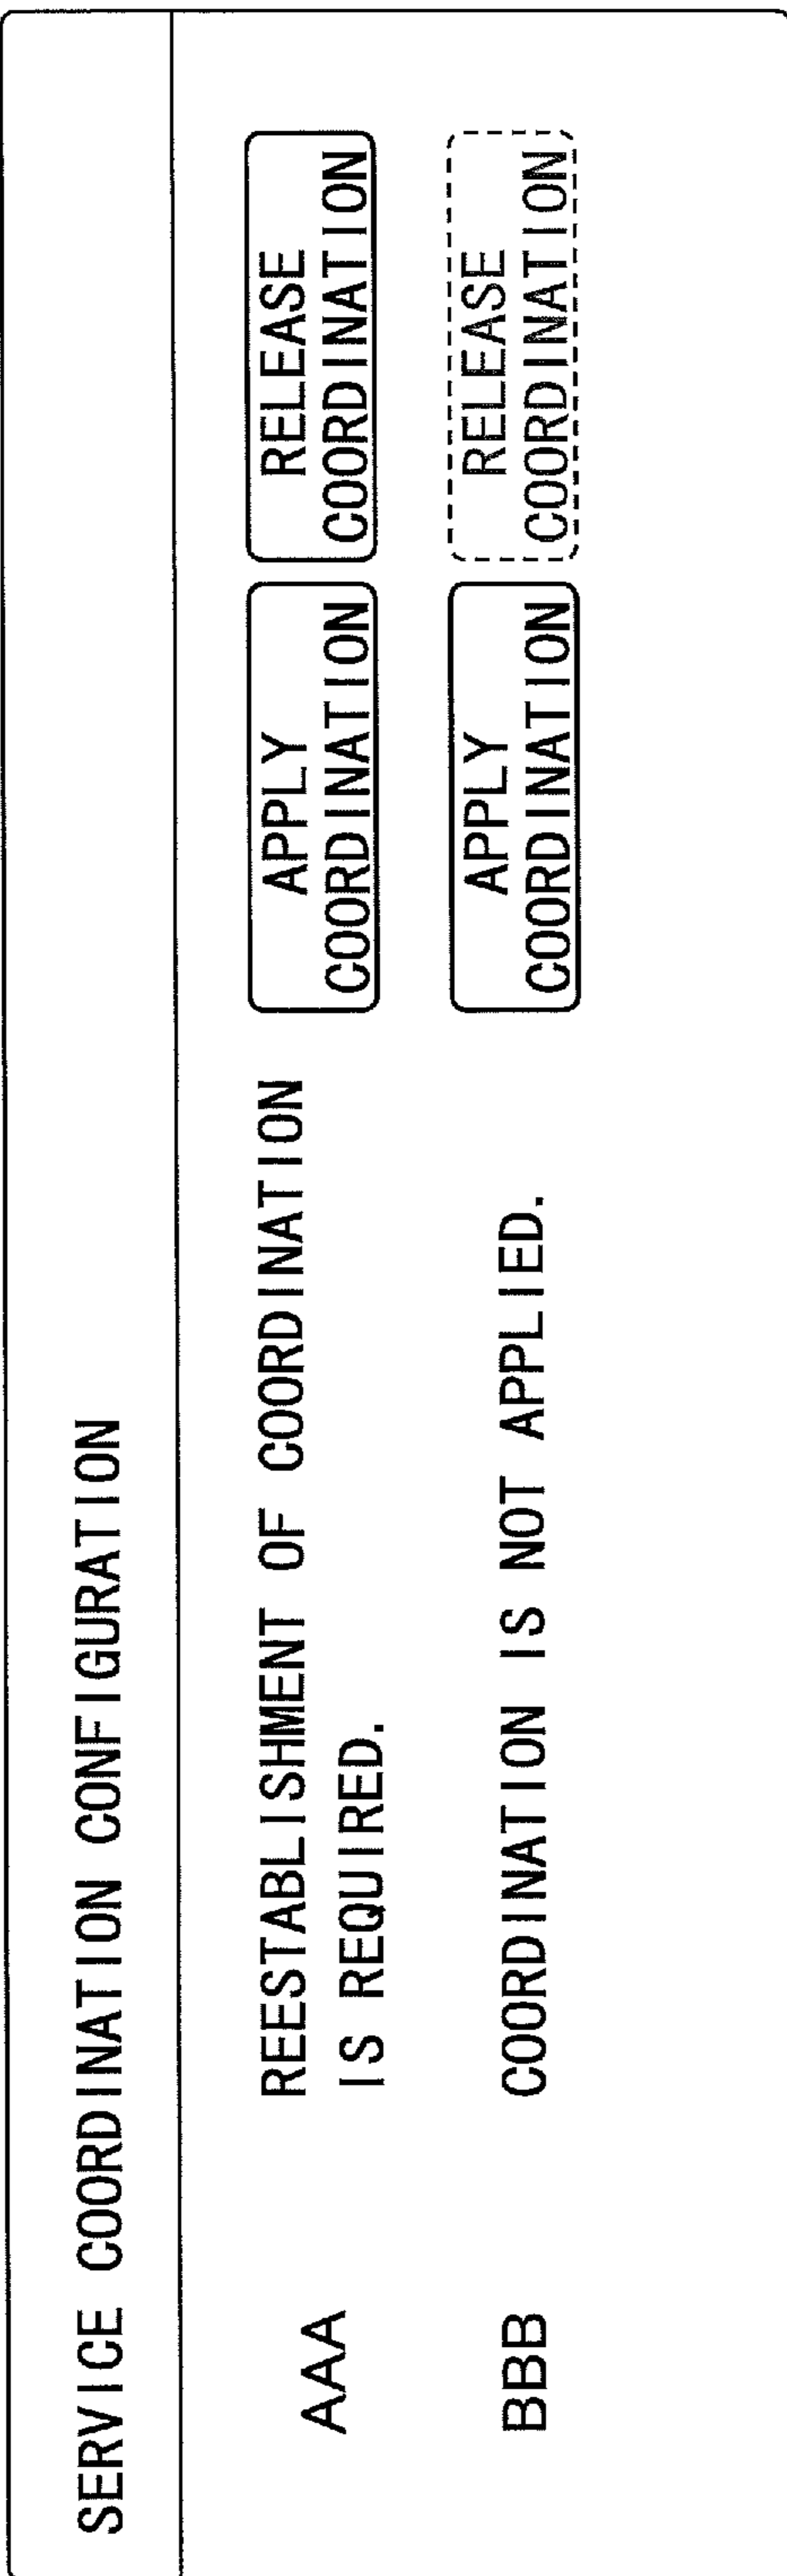 SERVICE COORDINATION CONFIGURATION
AAA
REESTABLISHMENT OF COORDINATION
IS REQUIRED.
APPLY
COORDINATION
RELEASE
COORDINATION
BBB
COORDINATION IS NOT APPLIED.
APPLY
COORDINATION
RELEASE
COORDINATION